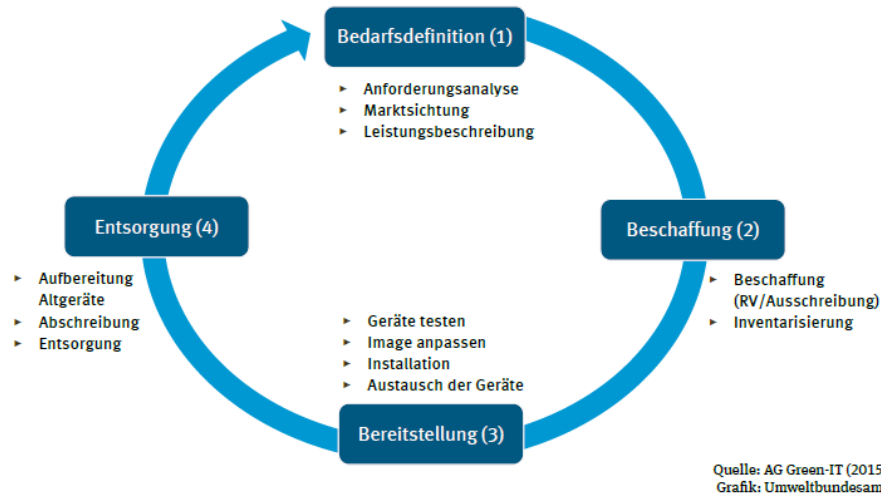 Bedarfsdefinition (1)
► Anforderungsanalyse
► Marktsichtung
► Leistungsbeschreibung
Beschaffung (2)
► Beschaffung
(RV/Ausschreibung)
► Inventarisierung
► Geräte testen
► Image anpassen
► Installation
► Austausch der Geräte
Bereitstellung (3)
Entsorgung (4)
► Aufbereitung
Altgeräte
► Abschreibung
► Entsorgung
Quelle: AG Green-IT (2015
Grafik: Umweltbundesam